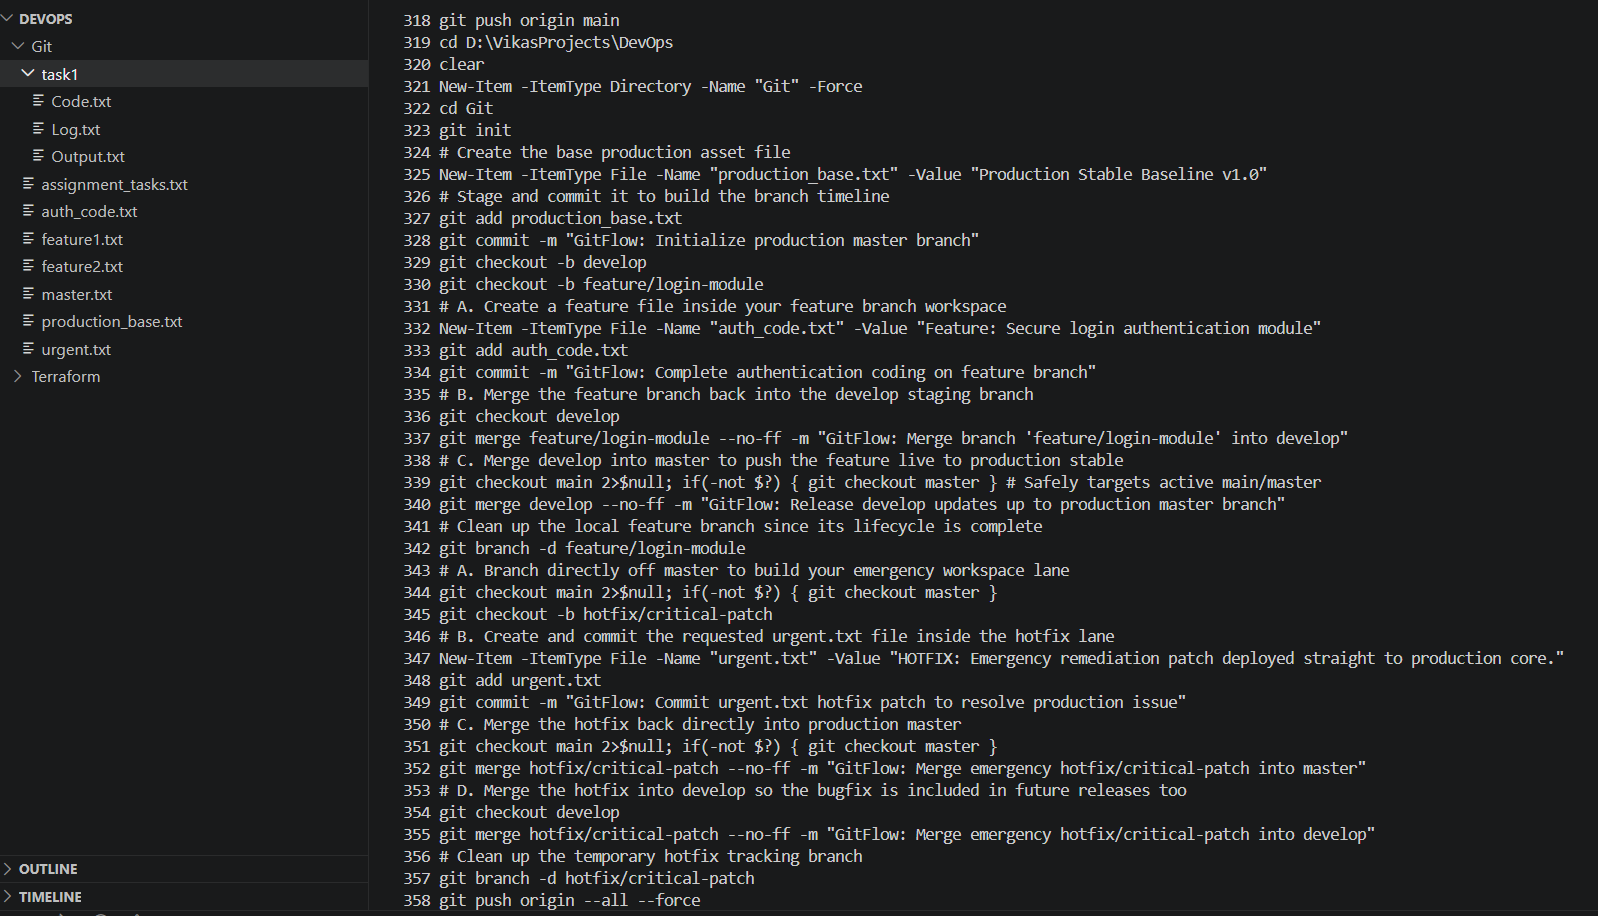 DEVOPS
Git
task1
Code.txt
Log.txt
Output.txt
assignment_tasks.txt
auth_code.txt
feature1.txt
feature2.txt
master.txt
production_base.txt
urgent.txt
Terraform
OUTLINE
TIMELINE
318 git push origin main
319 cd D:\VikasProjects\DevOps
320 clear
321 New-Item -ItemType Directory -Name "Git" -Force
322 cd Git
323 git init
324 # Create the base production asset file
325 New-Item -ItemType File -Name "production_base.txt" -Value "Production Stable Baseline v1.0"
326 # Stage and commit it to build the branch timeline
327 git add production_base.txt
328 git commit -m "GitFlow: Initialize production master branch"
329 git checkout -b develop
330 git checkout -b feature/login-module
331 # A. Create a feature file inside your feature branch workspace
332 New-Item -ItemType File -Name "auth_code.txt" -Value "Feature: Secure login authentication module"
333 git add auth_code.txt
334 git commit -m "GitFlow: Complete authentication coding on feature branch"
335 # B. Merge the feature branch back into the develop staging branch
336 git checkout develop
337 git merge feature/login-module --no-ff -m "GitFlow: Merge branch 'feature/login-module' into develop"
338 # C. Merge develop into master to push the feature live to production stable
339 git checkout main 2>$null; if(-not $?) { git checkout master } # Safely targets active main/master
340 git merge develop --no-ff -m "GitFlow: Release develop updates up to production master branch"
341 # Clean up the local feature branch since its lifecycle is complete
342 git branch -d feature/login-module
343 # A. Branch directly off master to build your emergency workspace lane
344 git checkout main 2>$null; if(-not $?) { git checkout master }
345 git checkout -b hotfix/critical-patch
346 # B. Create and commit the requested urgent.txt file inside the hotfix lane
347 New-Item -ItemType File -Name "urgent.txt" -Value "HOTFIX: Emergency remediation patch deployed straight to production core."
348 git add urgent.txt
349 git commit -m "GitFlow: Commit urgent.txt hotfix patch to resolve production issue"
350 # C. Merge the hotfix back directly into production master
351 git checkout main 2>$null; if(-not $?) { git checkout master }
352 git merge hotfix/critical-patch --no-ff -m "GitFlow: Merge emergency hotfix/critical-patch into master"
353 # D. Merge the hotfix into develop so the bugfix is included in future releases too
354 git checkout develop
355 git merge hotfix/critical-patch --no-ff -m "GitFlow: Merge emergency hotfix/critical-patch into develop"
356 # Clean up the temporary hotfix tracking branch
357 git branch -d hotfix/critical-patch
358 git push origin --all --force